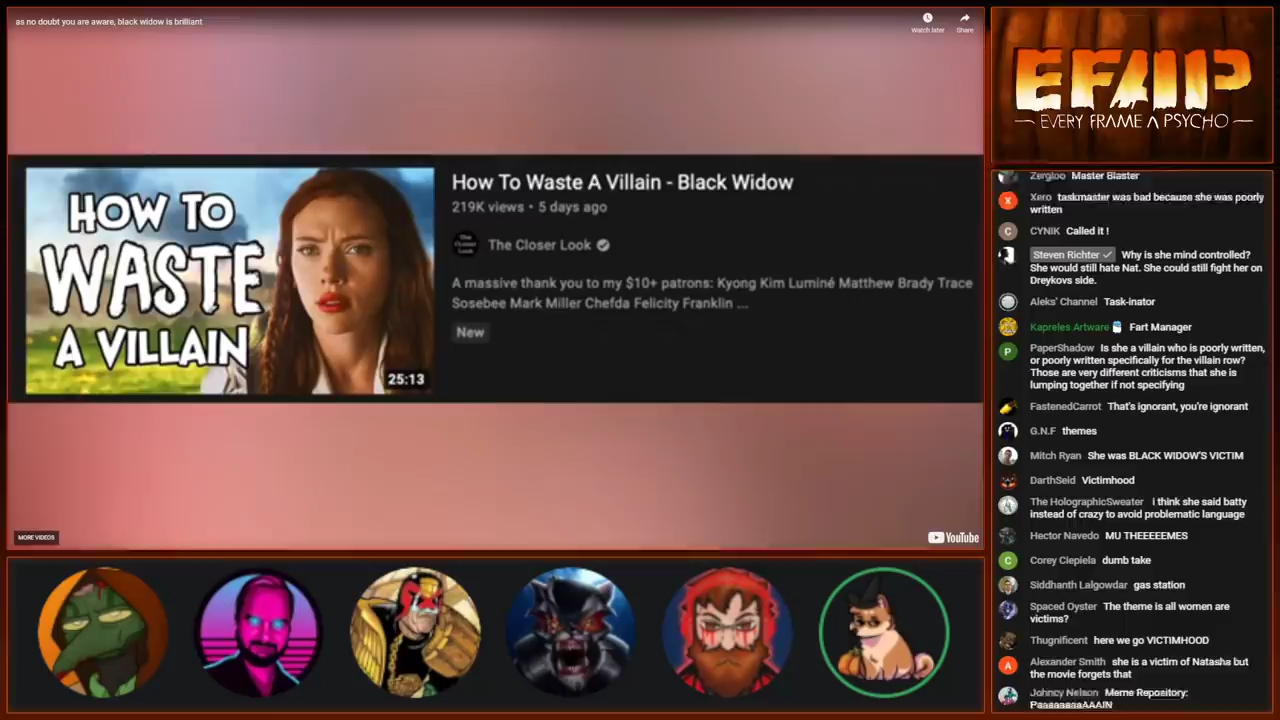 as no doubt you are aware, black widow is brilliant
Watch later
Share
HOW TO
WASTE
A VILLAIN
25:13
How To Waste A Villain - Black Widow
219K views • 5 days ago
The Closer Look
The Closer Look
A massive thank you to my $10+ patrons: Kyong Kim Luminé Matthew Brady Trace
Sosebee Mark Miller Chefda Felicity Franklin ...
New
MORE VIDEOS
YouTube
EFAP
EVERY FRAME A PSYCHO
Zergloo Master Blaster
X
Xero taskmaster was bad because she was poorly
written
C
CYNIK Called it !
Steven Richter Why is she mind controlled?
She would still hate Nat. She could still fight her on
Dreykovs side.
Aleks' Channel Task-inator
Kapreles Artware Fart Manager
P
PaperShadow Is she a villain who is poorly written,
or poorly written specifically for the villain row?
Those are very different criticisms that she is
lumping together if not specifying
FastenedCarrot That's ignorant, you're ignorant
G.N.F themes
Mitch Ryan She was BLACK WIDOW'S VICTIM
DarthSeid Victimhood
The HolographicSweater i think she said batty
instead of crazy to avoid problematic language
Hector Navedo MU THEEEEEMES
C
Corey Ciepiela dumb take
Siddhanth Lalgowdar gas station
Spaced Oyster The theme is all women are
victims?
Thugnificent here we go VICTIMHOOD
A
Alexander Smith she is a victim of Natasha but
the movie forgets that
Johncy Nelson Meme Repository:
PaaaaaaaAAAIN